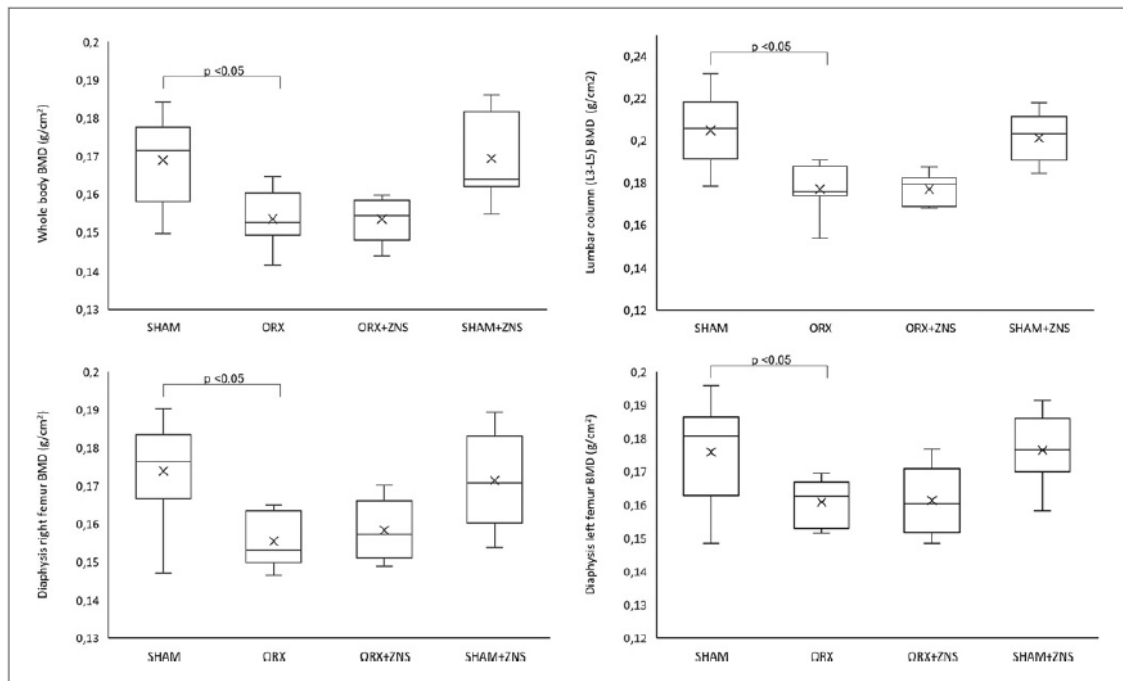 Whole body BMD (g/cm²)
0,2
0,19
0,18
0,17
0,16
0,15
0,14
0,13
p <0.05
SHAM ORX ORX+ZNS SHAM+ZNS
Lumbar column (L3-L5) BMD (g/cm2)
0,24
0,22
0,2
0,18
0,16
0,14
0,12
p <0.05
SHAM ORX ORX+ZNS SHAM+ZNS
Diaphysis right femur BMD (g/cm²)
0,2
0,19
0,18
0,17
0,16
0,15
0,14
0,13
p <0.05
SHAM ORX ORX+ZNS SHAM+ZNS
Diaphysis left femur BMD (g/cm²)
0,2
0,19
0,18
0,17
0,16
0,15
0,14
0,13
0,12
p <0.05
SHAM ORX ORX+ZNS SHAM+ZNS